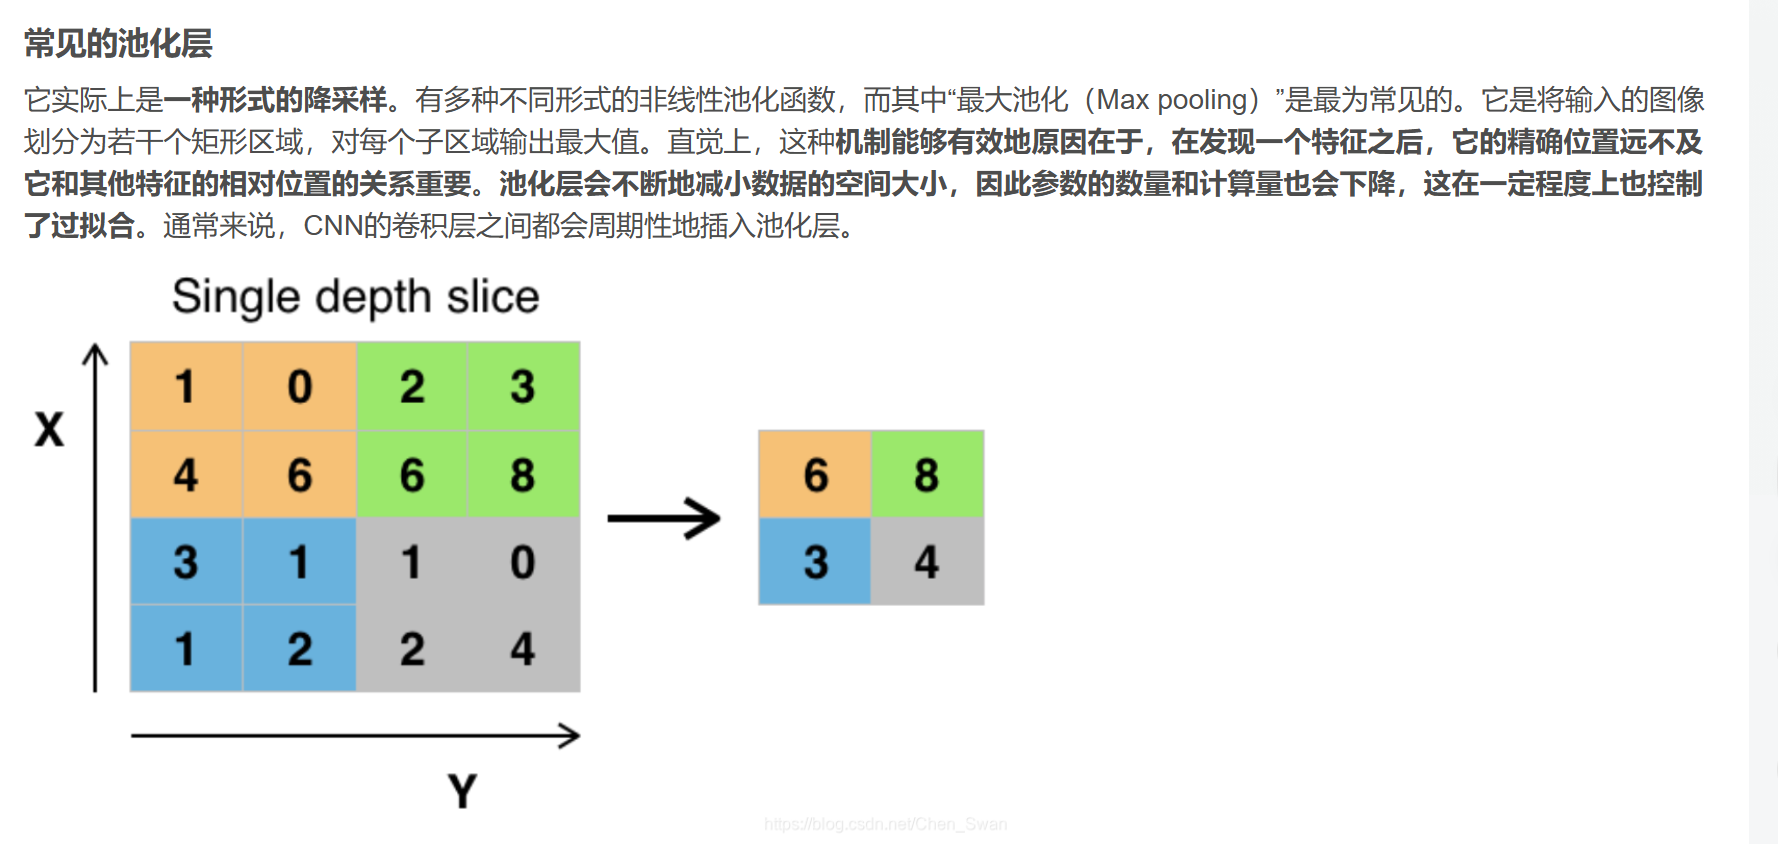 常见的池化层
它实际上是一种形式的降采样。有多种不同形式的非线性池化函数，而其中“最大池化（Max pooling）”是最为常见的。它是将输入的图像
划分为若干个矩形区域，对每个子区域输出最大值。直觉上，这种机制能够有效地原因在于，在发现一个特征之后，它的精确位置远不及
它和其他特征的相对位置的关系重要。池化层会不断地减小数据的空间大小，因此参数的数量和计算量也会下降，这在一定程度上也控制
了过拟合。通常来说，CNN的卷积层之间都会周期性地插入池化层。
Single depth slice
X
1 0 2 3
4 6 6 8
3 1 1 0
1 2 2 4
6 8
3 4
Y
https://blog.csdn.net/Chen_Swan